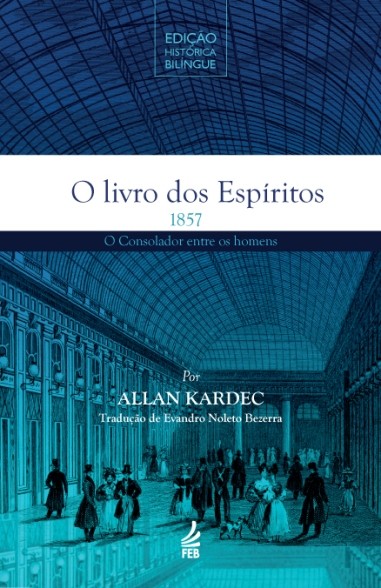 EDIÇÃO
HISTÓRICA
BILÍNGUE
O livro dos Espíritos
1857
O Consolador entre os homens
Por
ALLAN KARDEC
Tradução de Evandro Noleto Bezerra
FEB